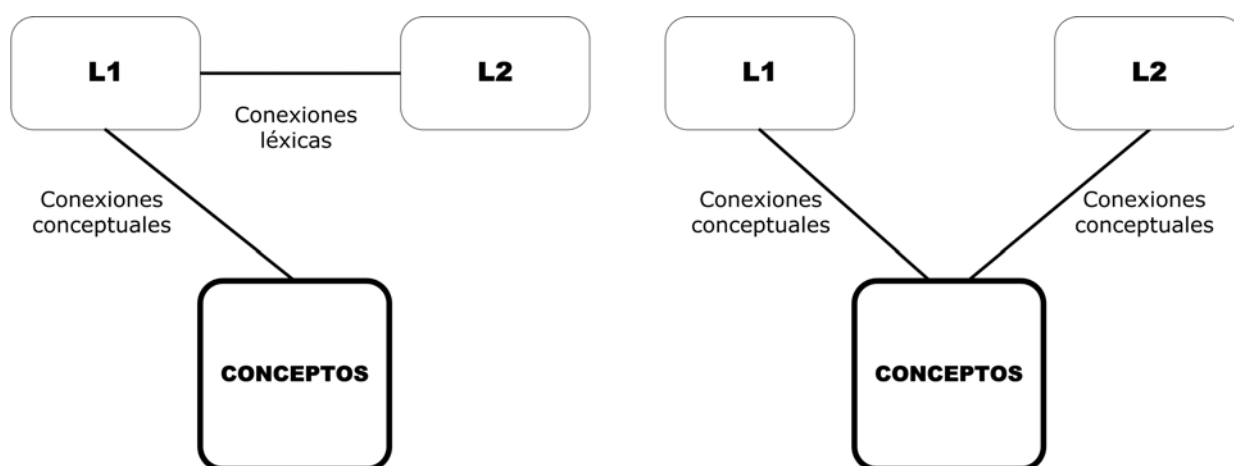 L1
L2
Conexiones
léxicas
Conexiones
conceptuales
CONCEPTOS
L1
L2
Conexiones
conceptuales
Conexiones
conceptuales
CONCEPTOS